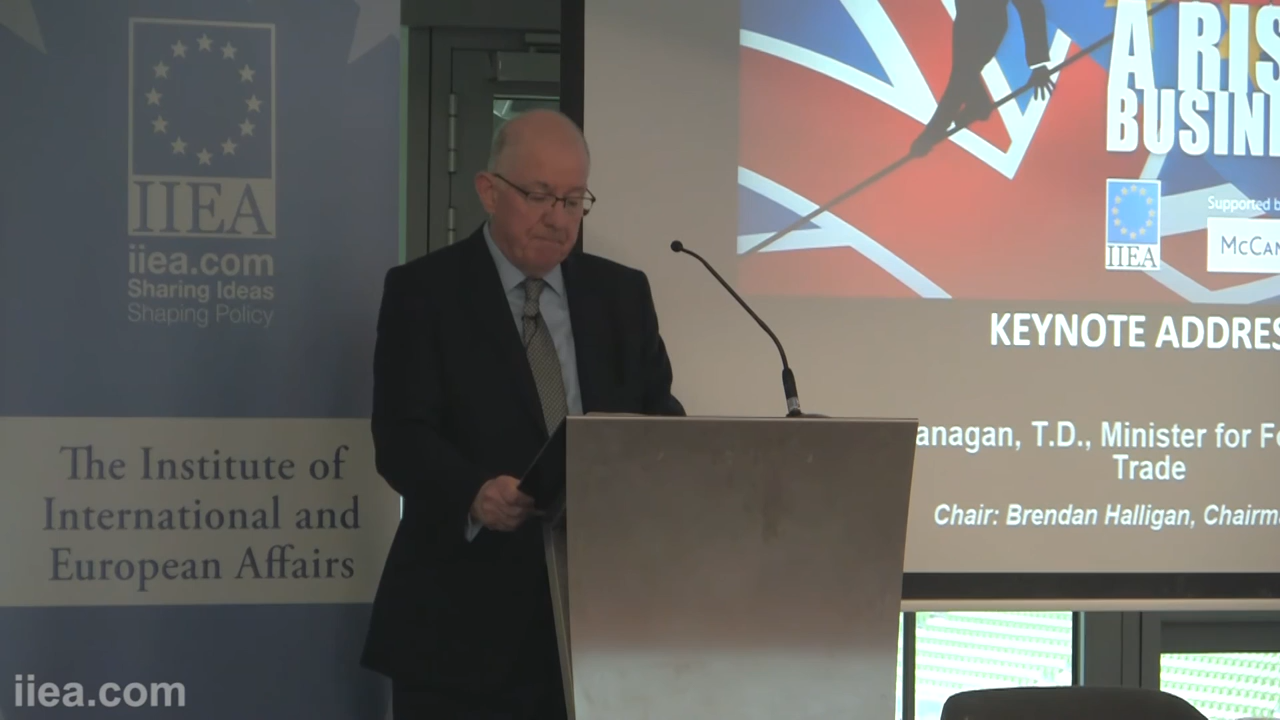 IIEA
iiea.com
Sharing Ideas
Shaping Policy
The Institute of
International and
European Affairs
iiea.com
A RIS
BUSIN
IIEA
Supported b
McCan
KEYNOTE ADDRES
anagan, T.D., Minister for Fo
Trade
Chair: Brendan Halligan, Chairm